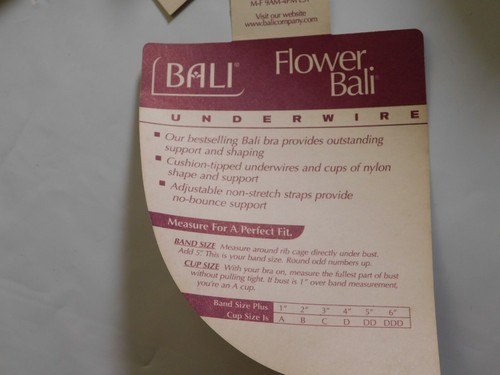 M-F 9AM-4PM EST
Visit our website
www.balicompany.com
BALI®
Flower
Bali®
UNDERWIRE
■ Our bestselling Bali bra provides outstanding
support and shaping
■ Cushion-tipped underwires and cups of nylon
shape and support
■ Adjustable non-stretch straps provide
no-bounce support
Measure For A Perfect Fit.
BAND SIZE Measure around rib cage directly under bust.
Add 5." This is your band size. Round odd numbers up.
CUP SIZE With your bra on, measure the fullest part of bust
without pulling tight. If bust is 1" over band measurement,
you're an A cup.
Band Size Plus 1" 2" 3" 4" 5" 6"
Cup Size Is A B C D DD DDD